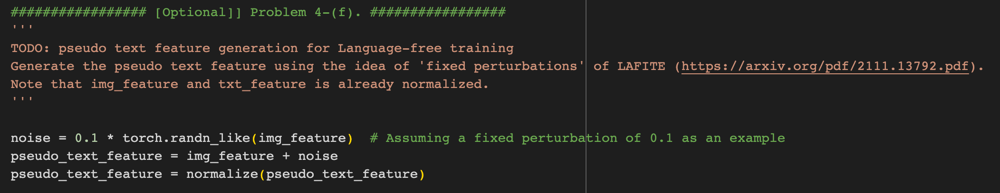 ################# [Optional]] Problem 4-(f). #################
'''
TODO: pseudo text feature generation for Language-free training
Generate the pseudo text feature using the idea of 'fixed perturbations' of LAFITE (https://arxiv.org/pdf/2111.13792.pdf).
Note that img_feature and txt_feature is already normalized.
'''
noise = 0.1 * torch.randn_like(img_feature)  # Assuming a fixed perturbation of 0.1 as an example
pseudo_text_feature = img_feature + noise
pseudo_text_feature = normalize(pseudo_text_feature)